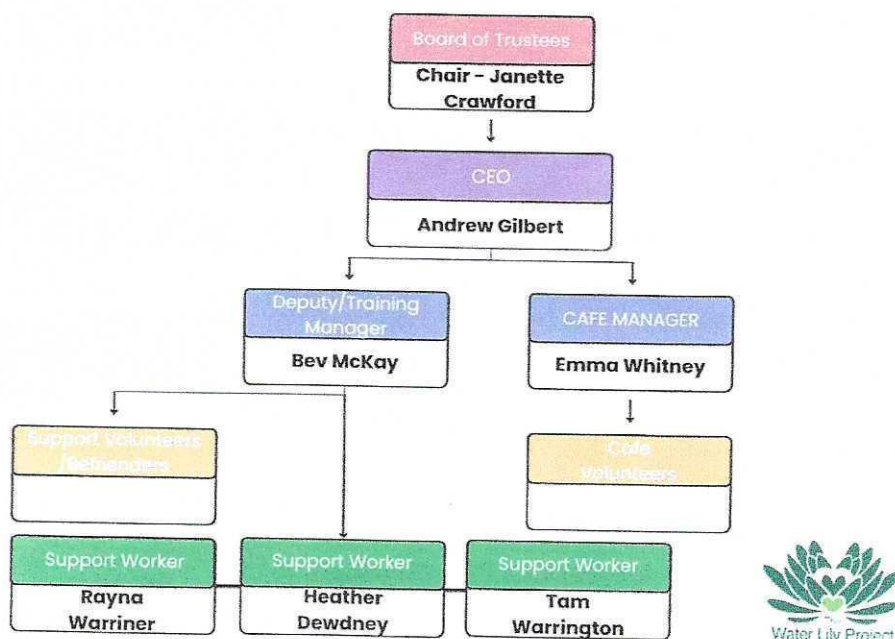 Board of Trustees
Chair - Janette
Crawford
CEO
Andrew Gilbert
Deputy/Training
Manager
Bev McKay
CAFE MANAGER
Emma Whitney
Support Volunteers
/Befrienders
Cafe
Volunteers
Support Worker
Rayna
Warriner
Support Worker
Heather
Dewdney
Support Worker
Tam
Warrington
Water Lily Project